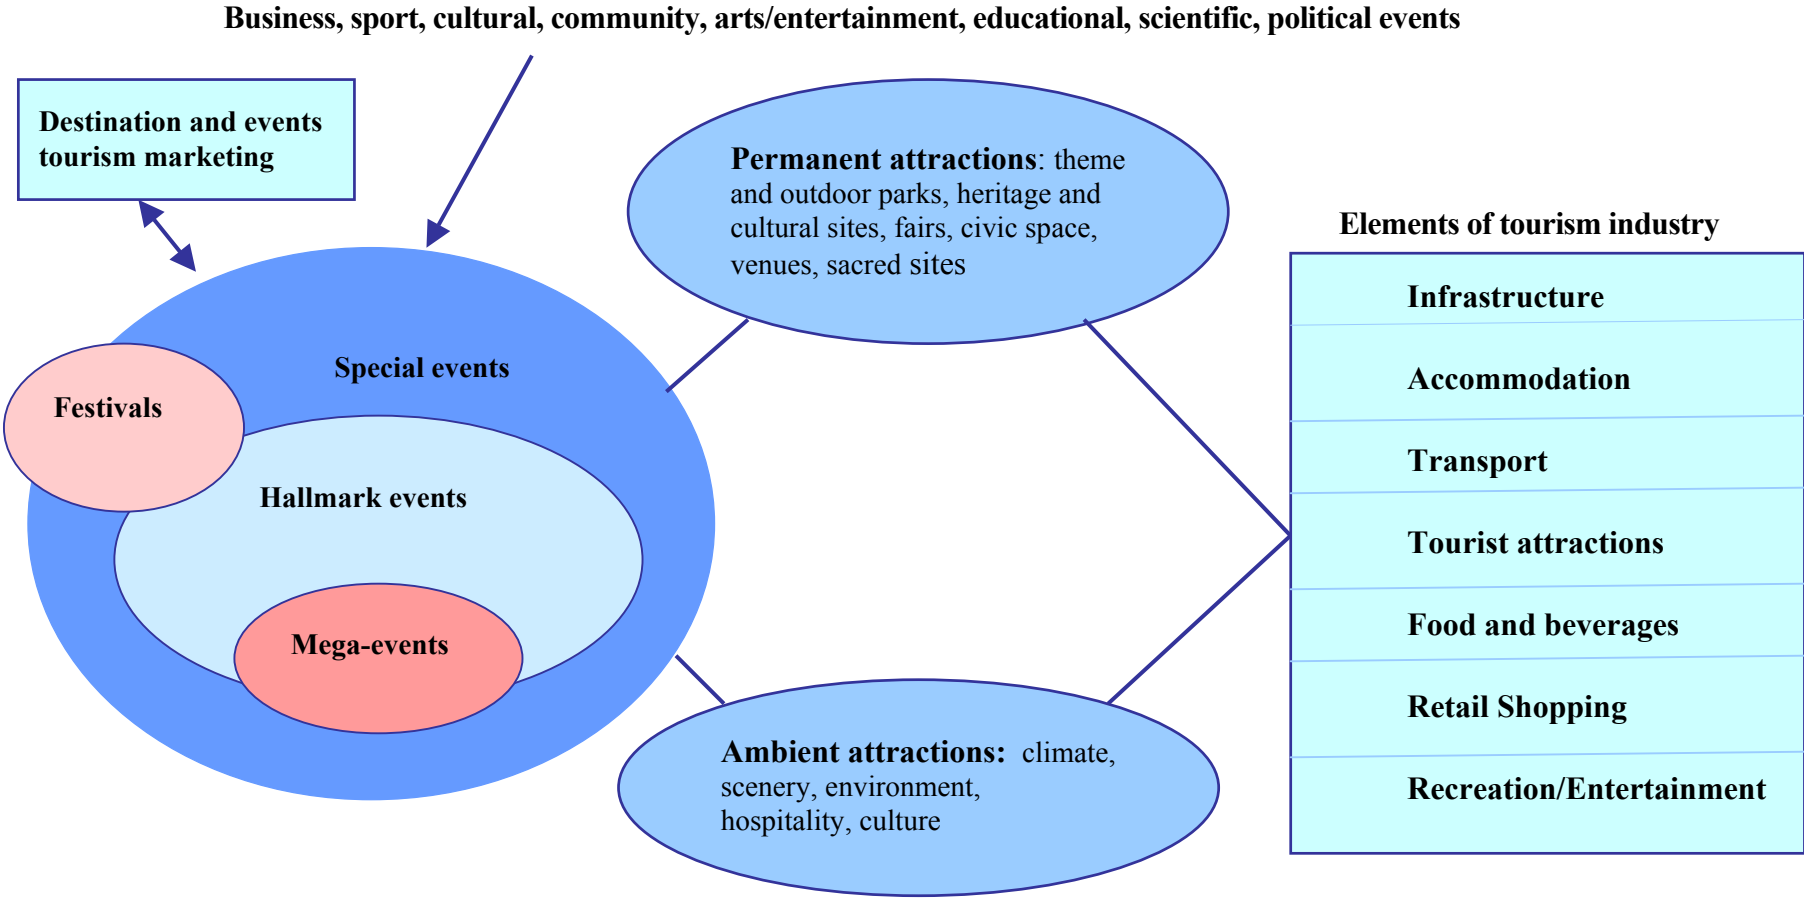 Business, sport, cultural, community, arts/entertainment, educational, scientific, political events
Destination and events
tourism marketing
Permanent attractions: theme
and outdoor parks, heritage and
cultural sites, fairs, civic space,
venues, sacred sites
Elements of tourism industry
Special events
Festivals
Hallmark events
Mega-events
Ambient attractions: climate,
scenery, environment,
hospitality, culture
Infrastructure
Accommodation
Transport
Tourist attractions
Food and beverages
Retail Shopping
Recreation/Entertainment